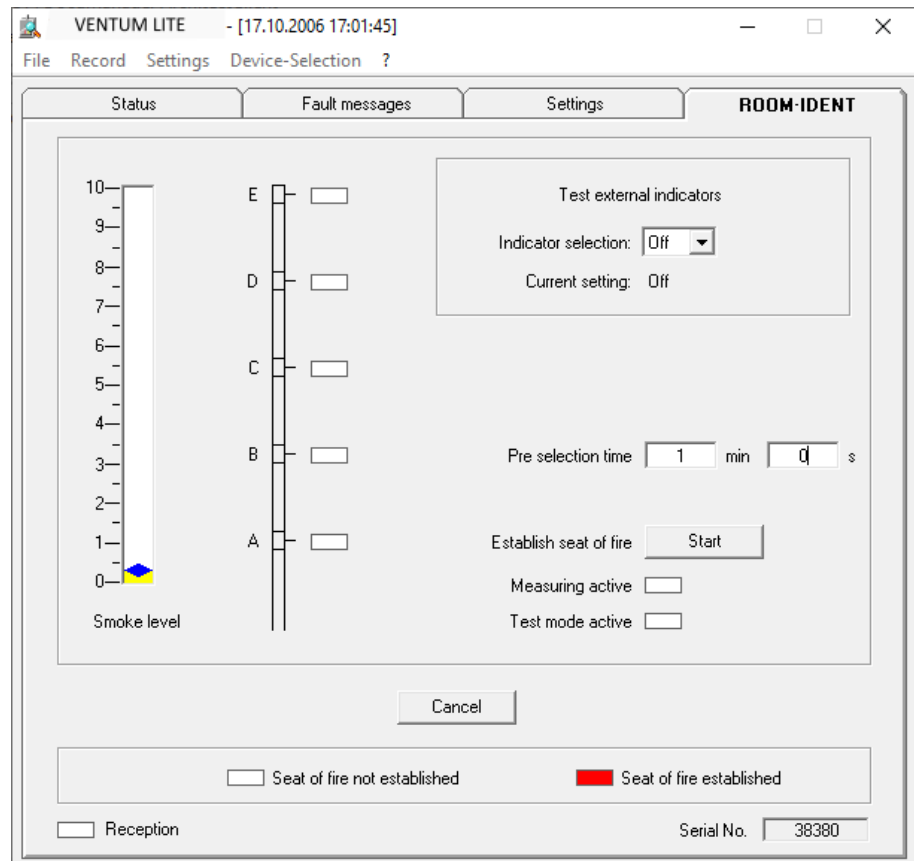 VENTUM LITE - [17.10.2006 17:01:45]
File Record Settings Device-Selection ?
Status Fault messages Settings ROOM-IDENT
10
9
8
7
6
5
4
3
2
1
0
Smoke level
E
D
C
B
A
Test external indicators
Indicator selection: Off
Current setting: Off
Pre selection time 1 min 0 s
Establish seat of fire Start
Measuring active
Test mode active
Cancel
Seat of fire not established Seat of fire established
Reception Serial No. 38380